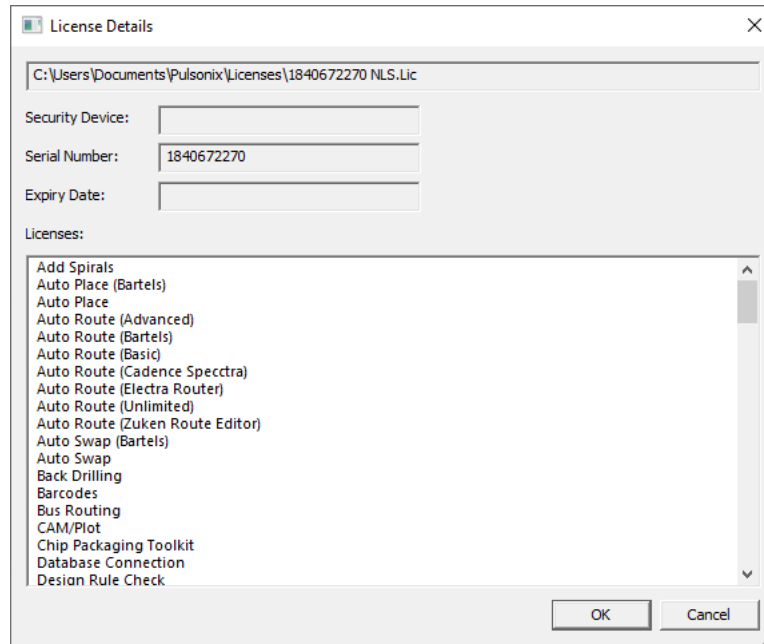 License Details
C:\Users\Documents\Pulsonix\Licenses\1840672270 NLS.Lic
Security Device:
Serial Number: 1840672270
Expiry Date:
Licenses:
Add Spirals
Auto Place (Bartels)
Auto Place
Auto Route (Advanced)
Auto Route (Bartels)
Auto Route (Basic)
Auto Route (Cadence Specctra)
Auto Route (Electra Router)
Auto Route (Unlimited)
Auto Route (Zuken Route Editor)
Auto Swap (Bartels)
Auto Swap
Back Drilling
Barcodes
Bus Routing
CAM/Plot
Chip Packaging Toolkit
Database Connection
Design Rule Check
OK Cancel